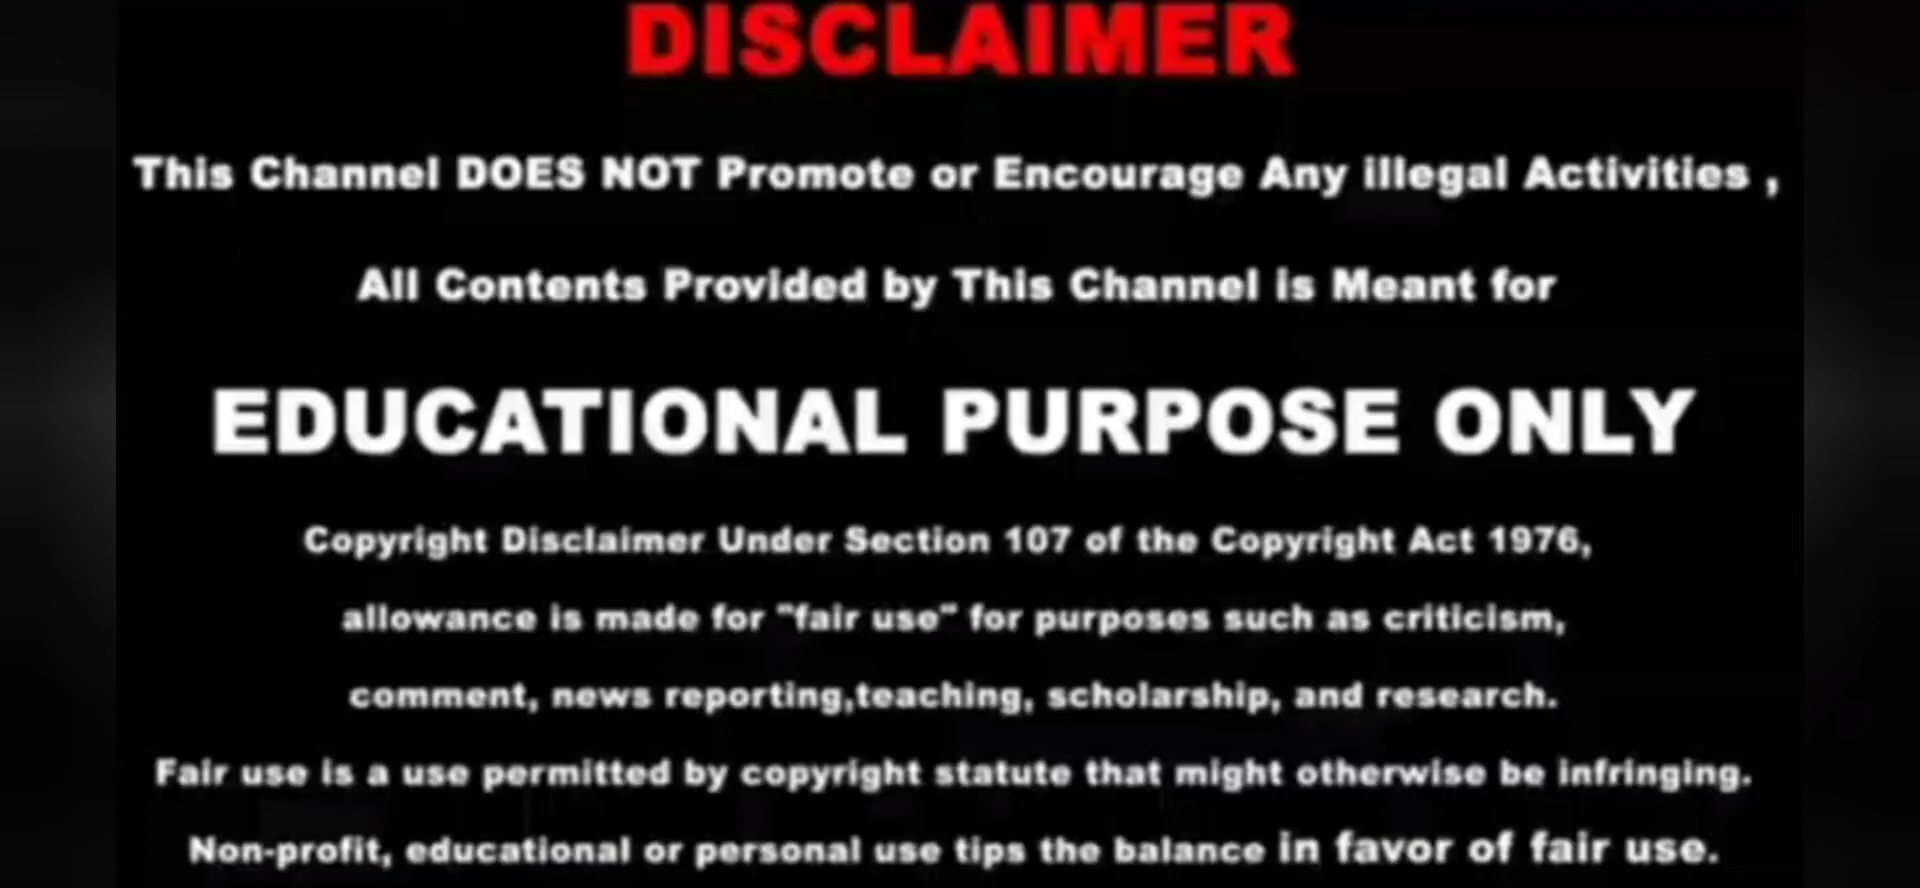 DISCLAIMER
This Channel DOES NOT Promote or Encourage Any illegal Activities ,
All Contents Provided by This Channel is Meant for
EDUCATIONAL PURPOSE ONLY
Copyright Disclaimer Under Section 107 of the Copyright Act 1976,
allowance is made for "fair use" for purposes such as criticism,
comment, news reporting,teaching, scholarship, and research.
Fair use is a use permitted by copyright statute that might otherwise be infringing.
Non-profit, educational or personal use tips the balance in favor of fair use.